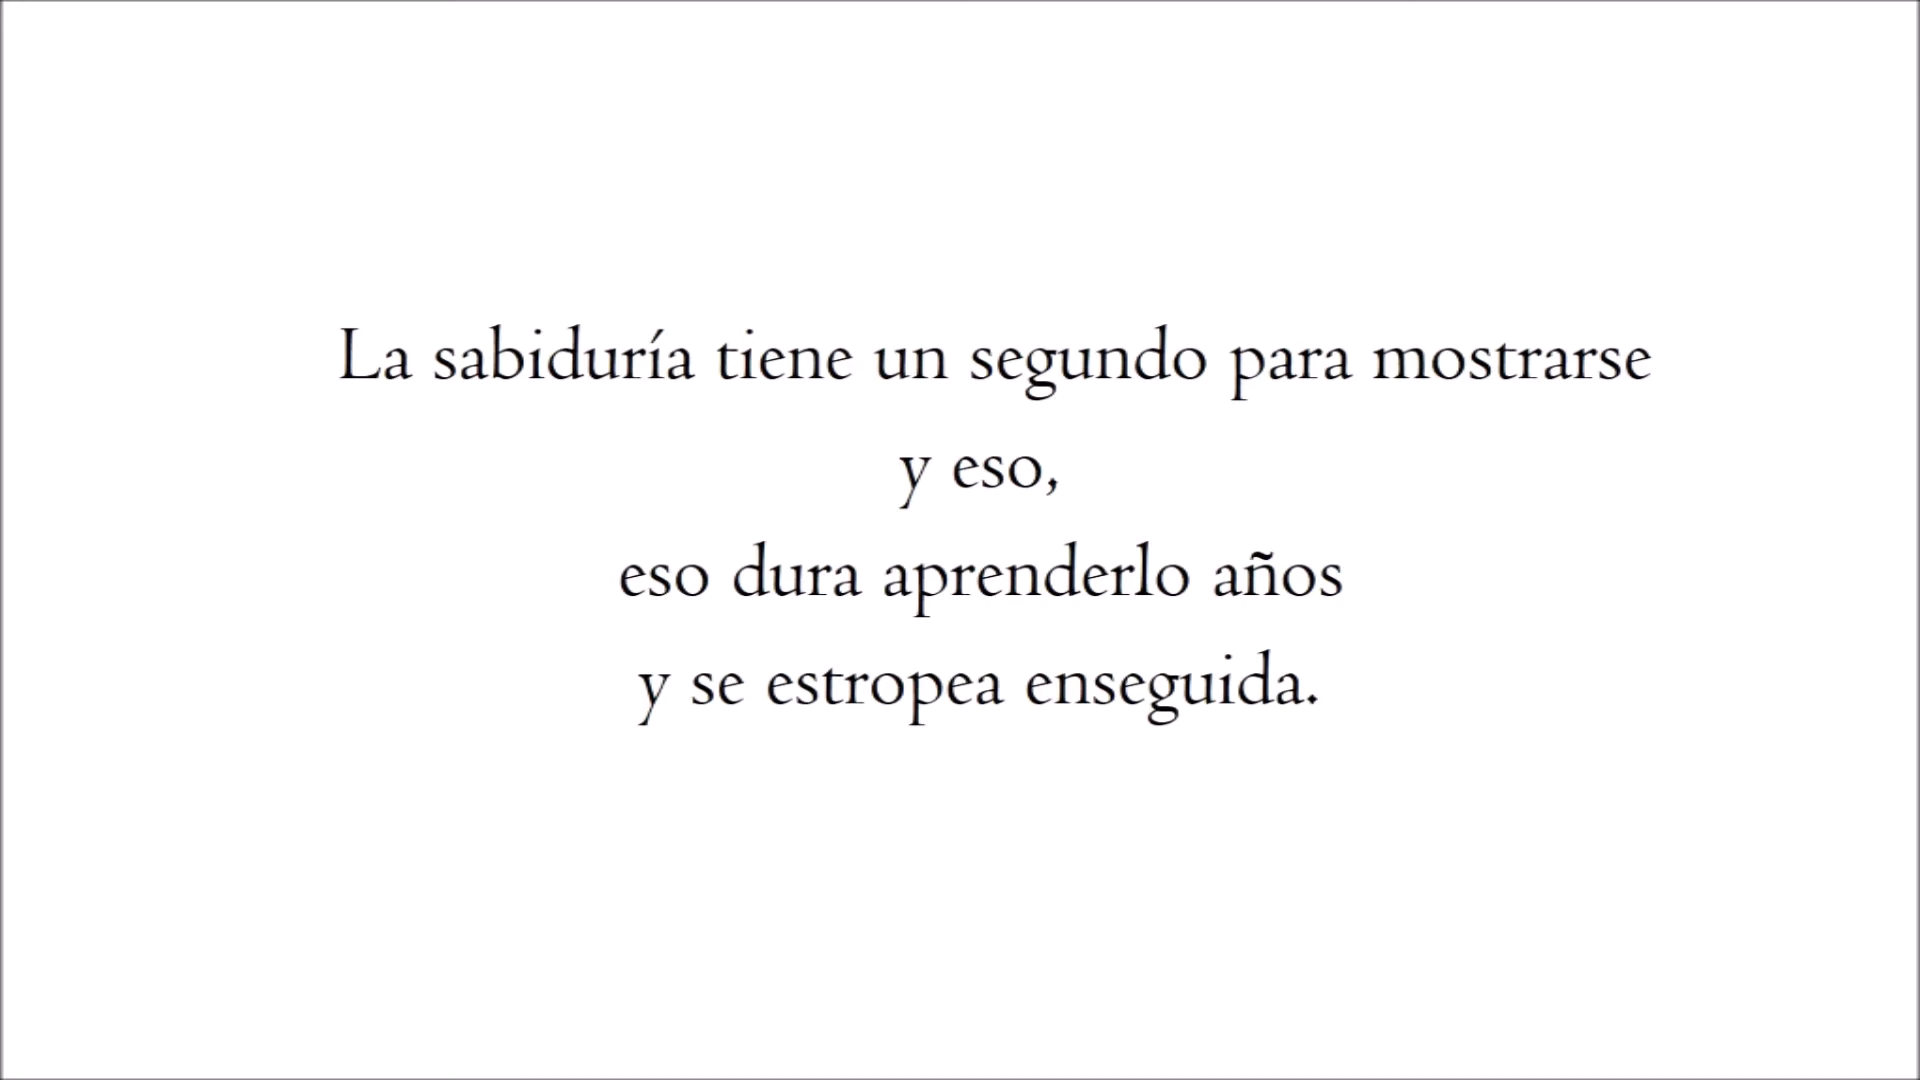 La sabiduría tiene un segundo para mostrarse
y eso,
eso dura aprenderlo años
y se estropea enseguida.